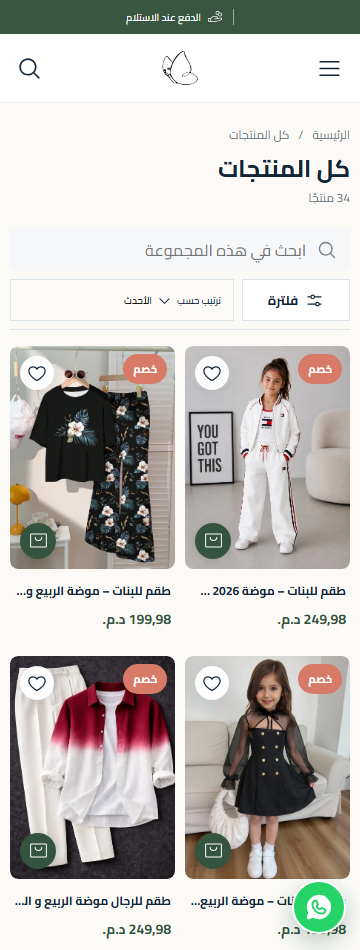 الدفع عند الاستلام
الرئيسية / كل المنتجات
كل المنتجات
34 منتجًا
ابحث في هذه المجموعة
فلترة
ترتيب حسب الأحدث
خصم
YOU GOT THIS
خصم
طقم للبنات – موضة 2026 ...
249,98 د.م.
طقم للبنات – موضة الربيع و...
199,98 د.م.
خصم
خصم
موضة الربيع...
طقم للرجال موضة الربيع و الـ...
249,98 د.م.